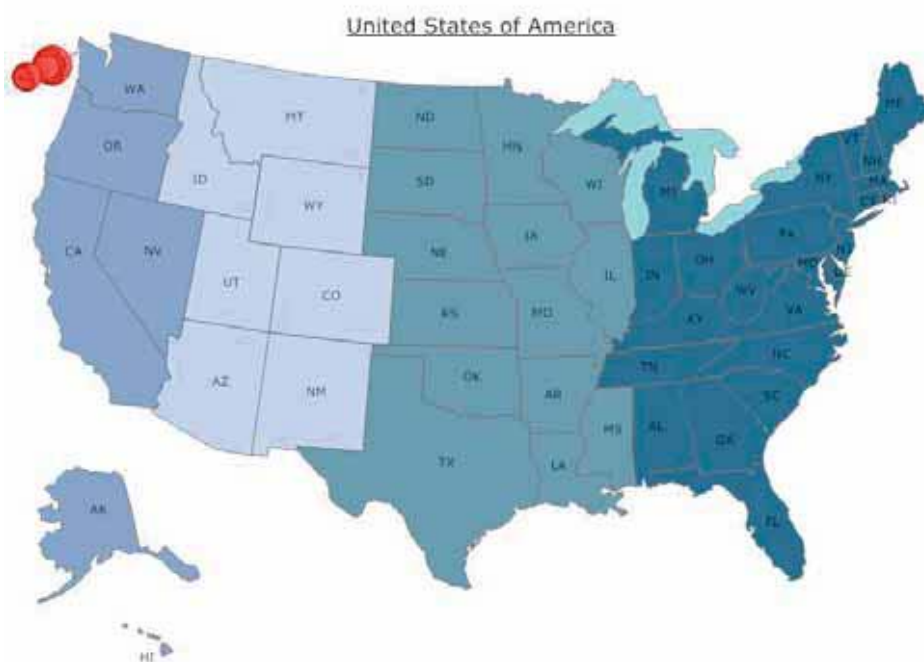 United States of America
WA
MT
ND
MN
ME
OR
ID
SD
WI
VT
NH
WY
MI
NY
MA
CT RI
CA
NV
UT
CO
NE
IA
IL
IN
OH
PA
NJ
MD
DE
WV
VA
KS
MO
KY
AZ
NM
OK
AR
TN
NC
SC
TX
LA
MS
AL
GA
AK
FL
HI